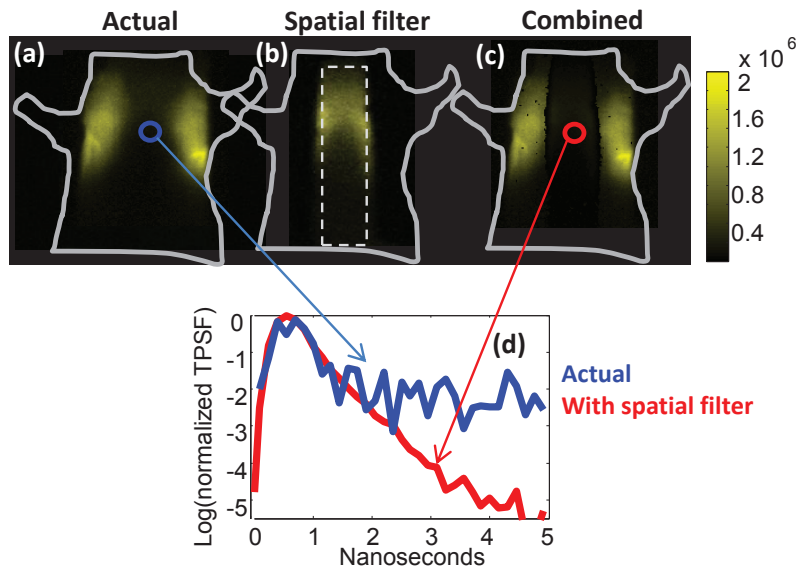 Actual Spatial filter Combined
(a) (b) (c)
x 10^6
2
1.6
1.2
0.8
0.4
Log(normalized TPSF)
0
-1
-2
-3
-4
-5
(d)
Actual
With spatial filter
0 1 2 3 4 5
Nanoseconds